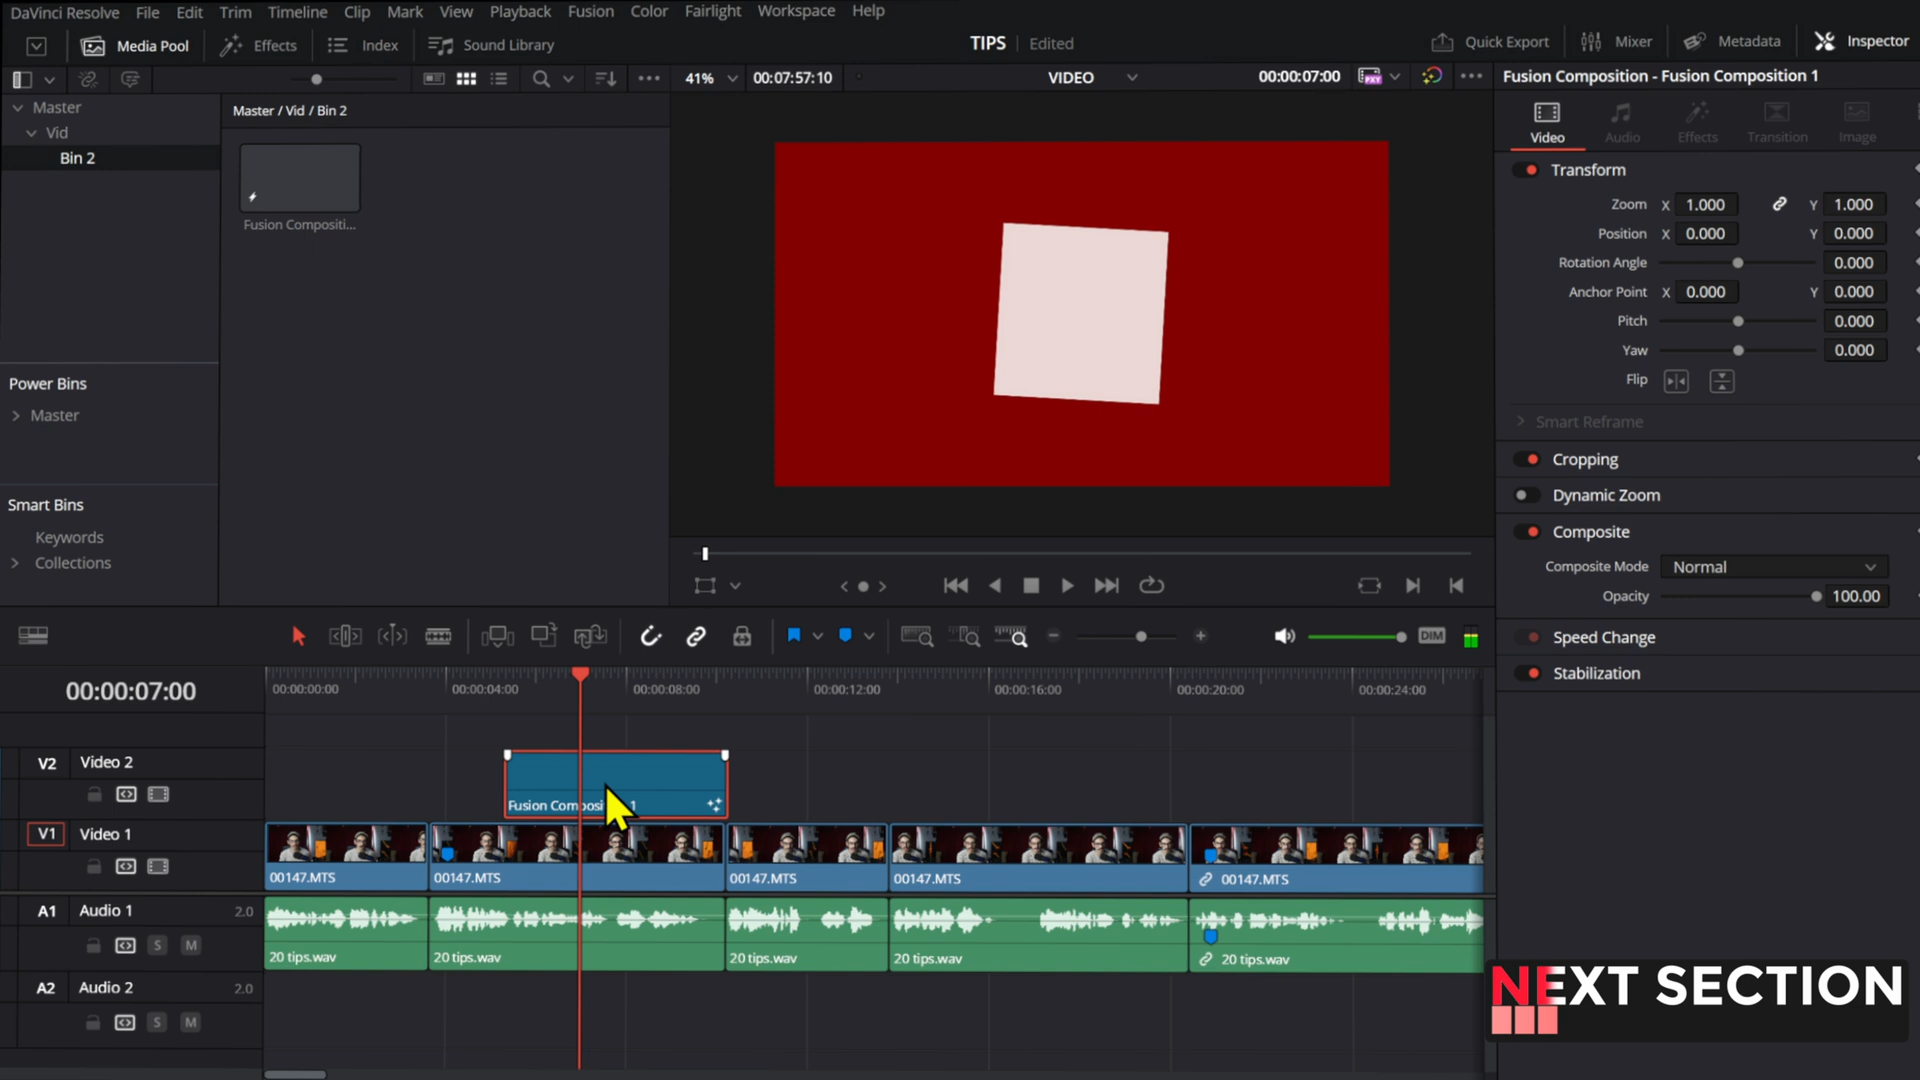 DaVinci Resolve File Edit Trim Timeline Clip Mark View Playback Fusion Color Fairlight Workspace Help
Media Pool Effects Index Sound Library
TIPS Edited
Quick Export Mixer Metadata Inspector
41% 00:07:57:10 VIDEO 00:00:07:00 PXY
Fusion Composition - Fusion Composition 1
Master
Vid
Bin 2
Master / Vid / Bin 2
Fusion Compositi...
Power Bins
Master
Smart Bins
Keywords
Collections
Video Audio Effects Transition Image
Transform
Zoom X 1.000 Y 1.000
Position X 0.000 Y 0.000
Rotation Angle 0.000
Anchor Point X 0.000 Y 0.000
Pitch 0.000
Yaw 0.000
Flip
Smart Reframe
Cropping
Dynamic Zoom
Composite
Composite Mode Normal
Opacity 100.00
Speed Change
Stabilization
DIM
00:00:07:00
00:00:00:00 00:00:04:00 00:00:08:00 00:00:12:00 00:00:16:00 00:00:20:00 00:00:24:00
V2 Video 2
Fusion Composi 1
V1 Video 1
00147.MTS 00147.MTS 00147.MTS 00147.MTS 00147.MTS
A1 Audio 1 2.0
S M
20 tips.wav 20 tips.wav 20 tips.wav 20 tips.wav 20 tips.wav
A2 Audio 2 2.0
S M
NEXT SECTION